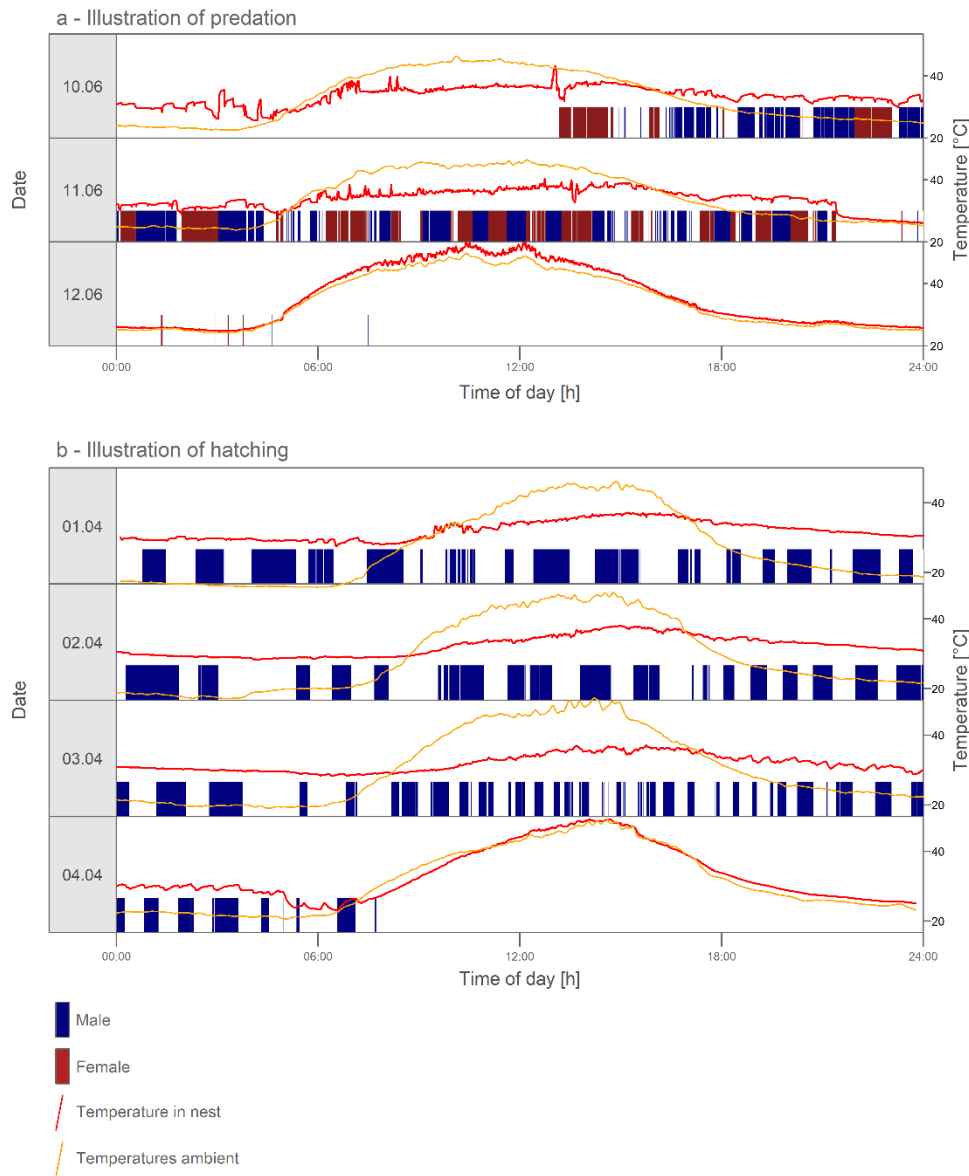 a - Illustration of predation
10.06
11.06
12.06
Date
40
20
40
20
40
20
Temperature [°C]
00:00 06:00 12:00 18:00 24:00
Time of day [h]
b - Illustration of hatching
01.04
02.04
03.04
04.04
Date
40
20
40
20
40
20
40
20
Temperature [°C]
00:00 06:00 12:00 18:00 24:00
Time of day [h]
Male
Female
Temperature in nest
Temperatures ambient